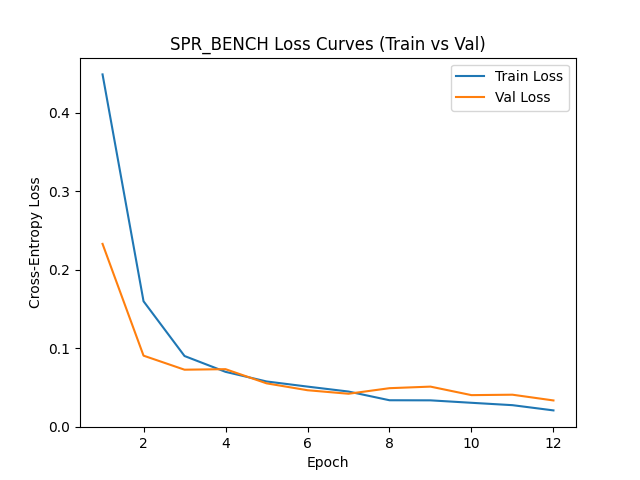 SPR_BENCH Loss Curves (Train vs Val)
Train Loss
Val Loss
0.4
0.3
0.2
0.1
0.0
Cross-Entropy Loss
2
4
6
8
10
12
Epoch